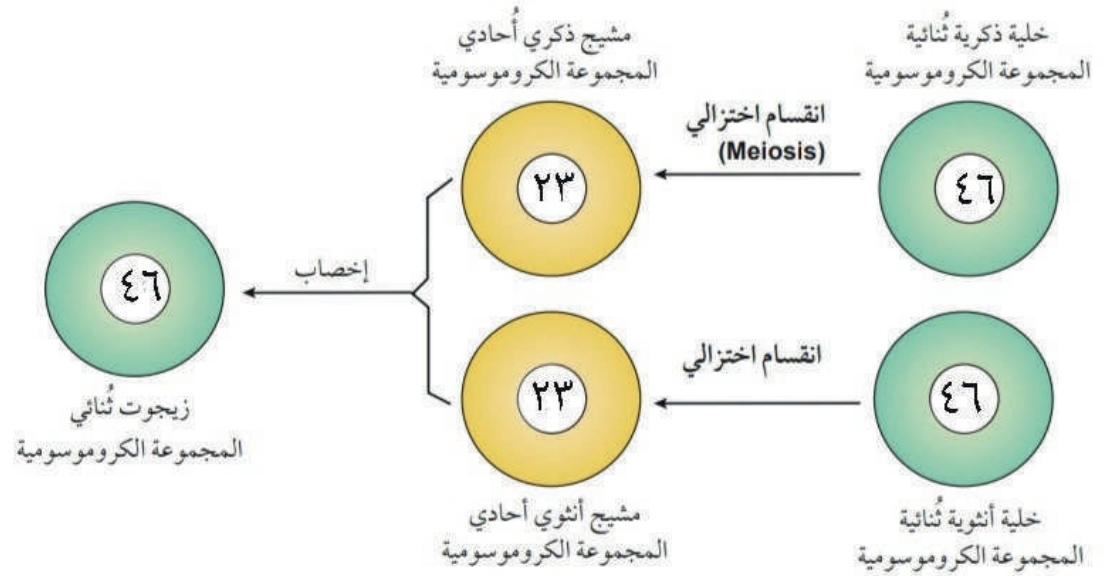 خلية ذكرية ثُنائية
المجموعة الكروموسومية
٤٦
انقسام اختزالي
(Meiosis)
مشيج ذكري أُحادي
المجموعة الكروموسومية
٢٣
خلية أنثوية ثُنائية
المجموعة الكروموسومية
٤٦
انقسام اختزالي
مشيج أنثوي أحادي
المجموعة الكروموسومية
٢٣
إخصاب
٤٦
زيجوت ثُنائي
المجموعة الكروموسومية